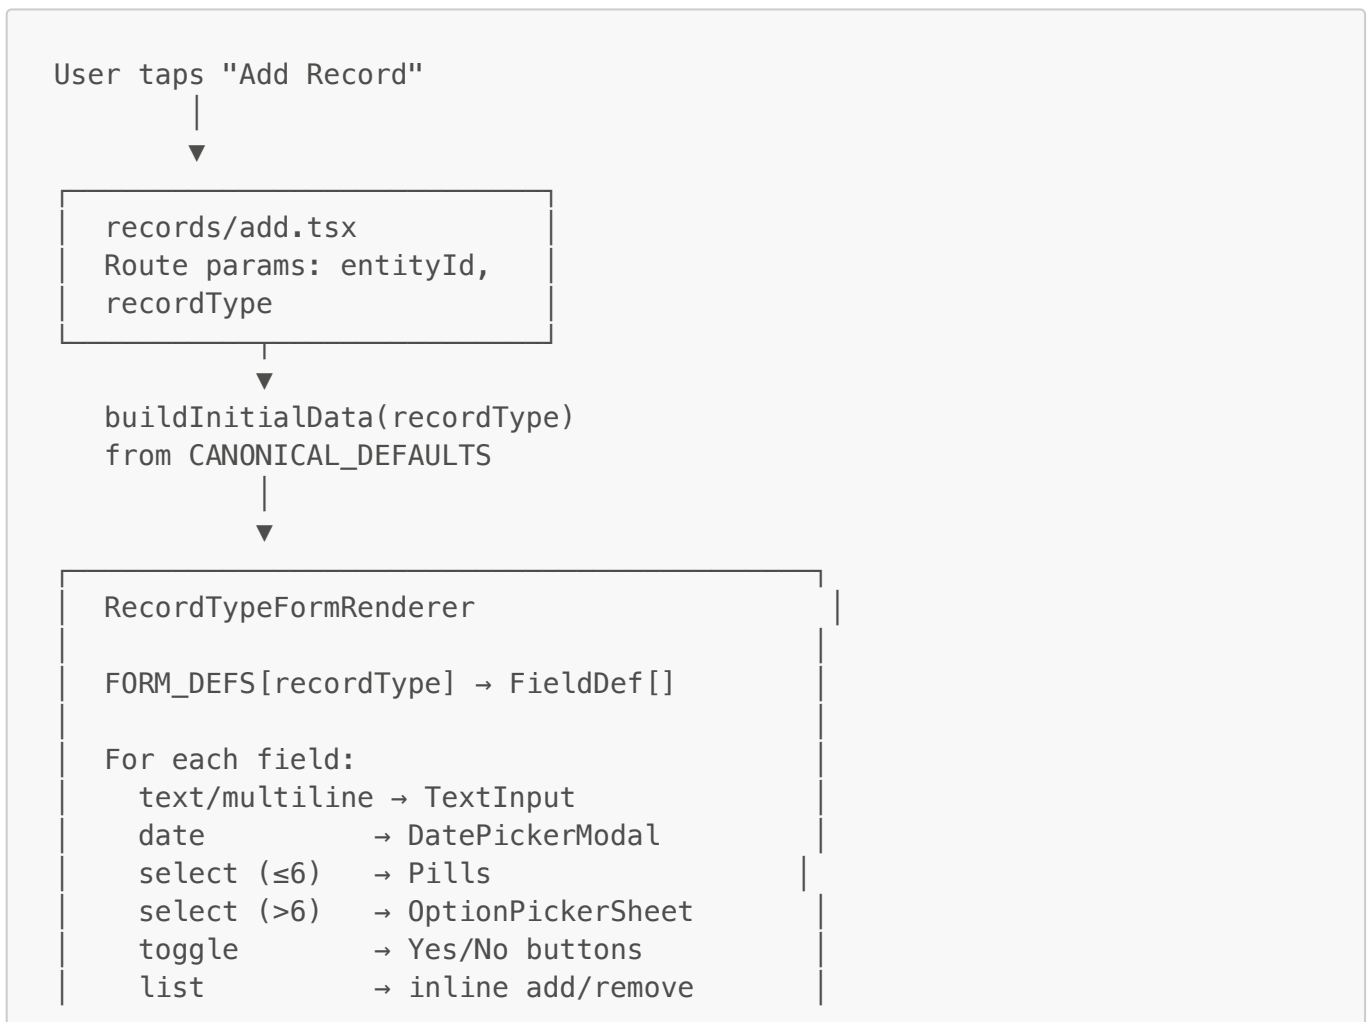 User taps "Add Record"
▼
records/add.tsx
Route params: entityId,
recordType
▼
buildInitialData(recordType)
from CANONICAL_DEFAULTS
▼
RecordTypeFormRenderer
FORM_DEFS[recordType] → FieldDef[]
For each field:
text/multiline → TextInput
date → DatePickerModal
select (≤6) → Pills
select (>6) → OptionPickerSheet
toggle → Yes/No buttons
list → inline add/remove